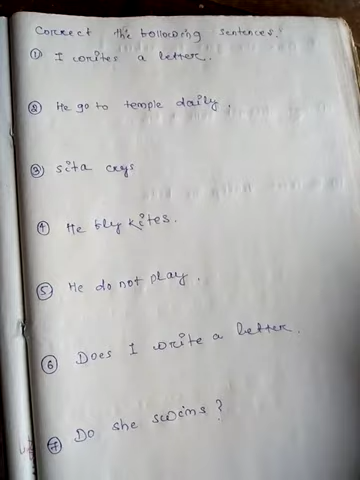 Correct the following sentences.
① I writes a letter.
② He go to temple daily.
③ sita crys
④ He fly kites.
⑤ He do not play.
⑥ Does I write a letter.
⑦ Do she swims?